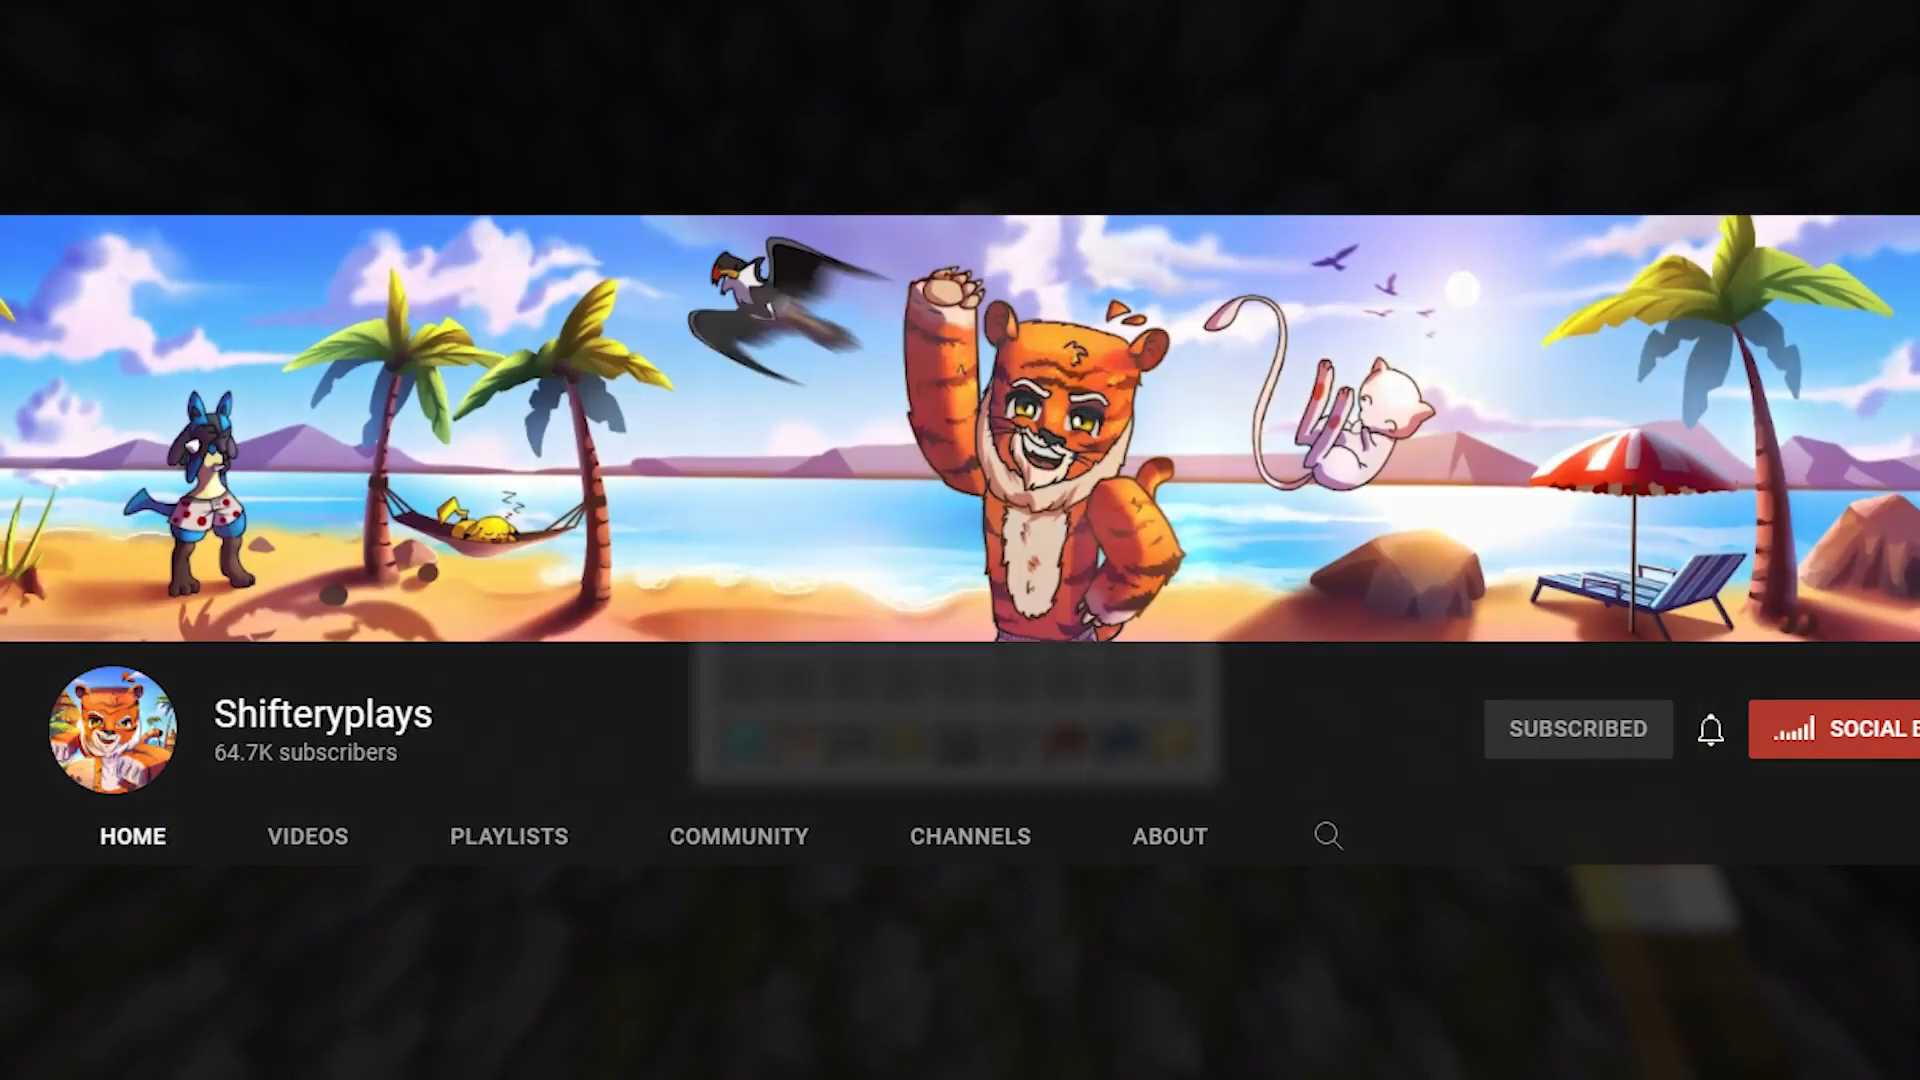 z z z
Shifteryplays
64.7K subscribers
SUBSCRIBED
SOCIAL
HOME VIDEOS PLAYLISTS COMMUNITY CHANNELS ABOUT